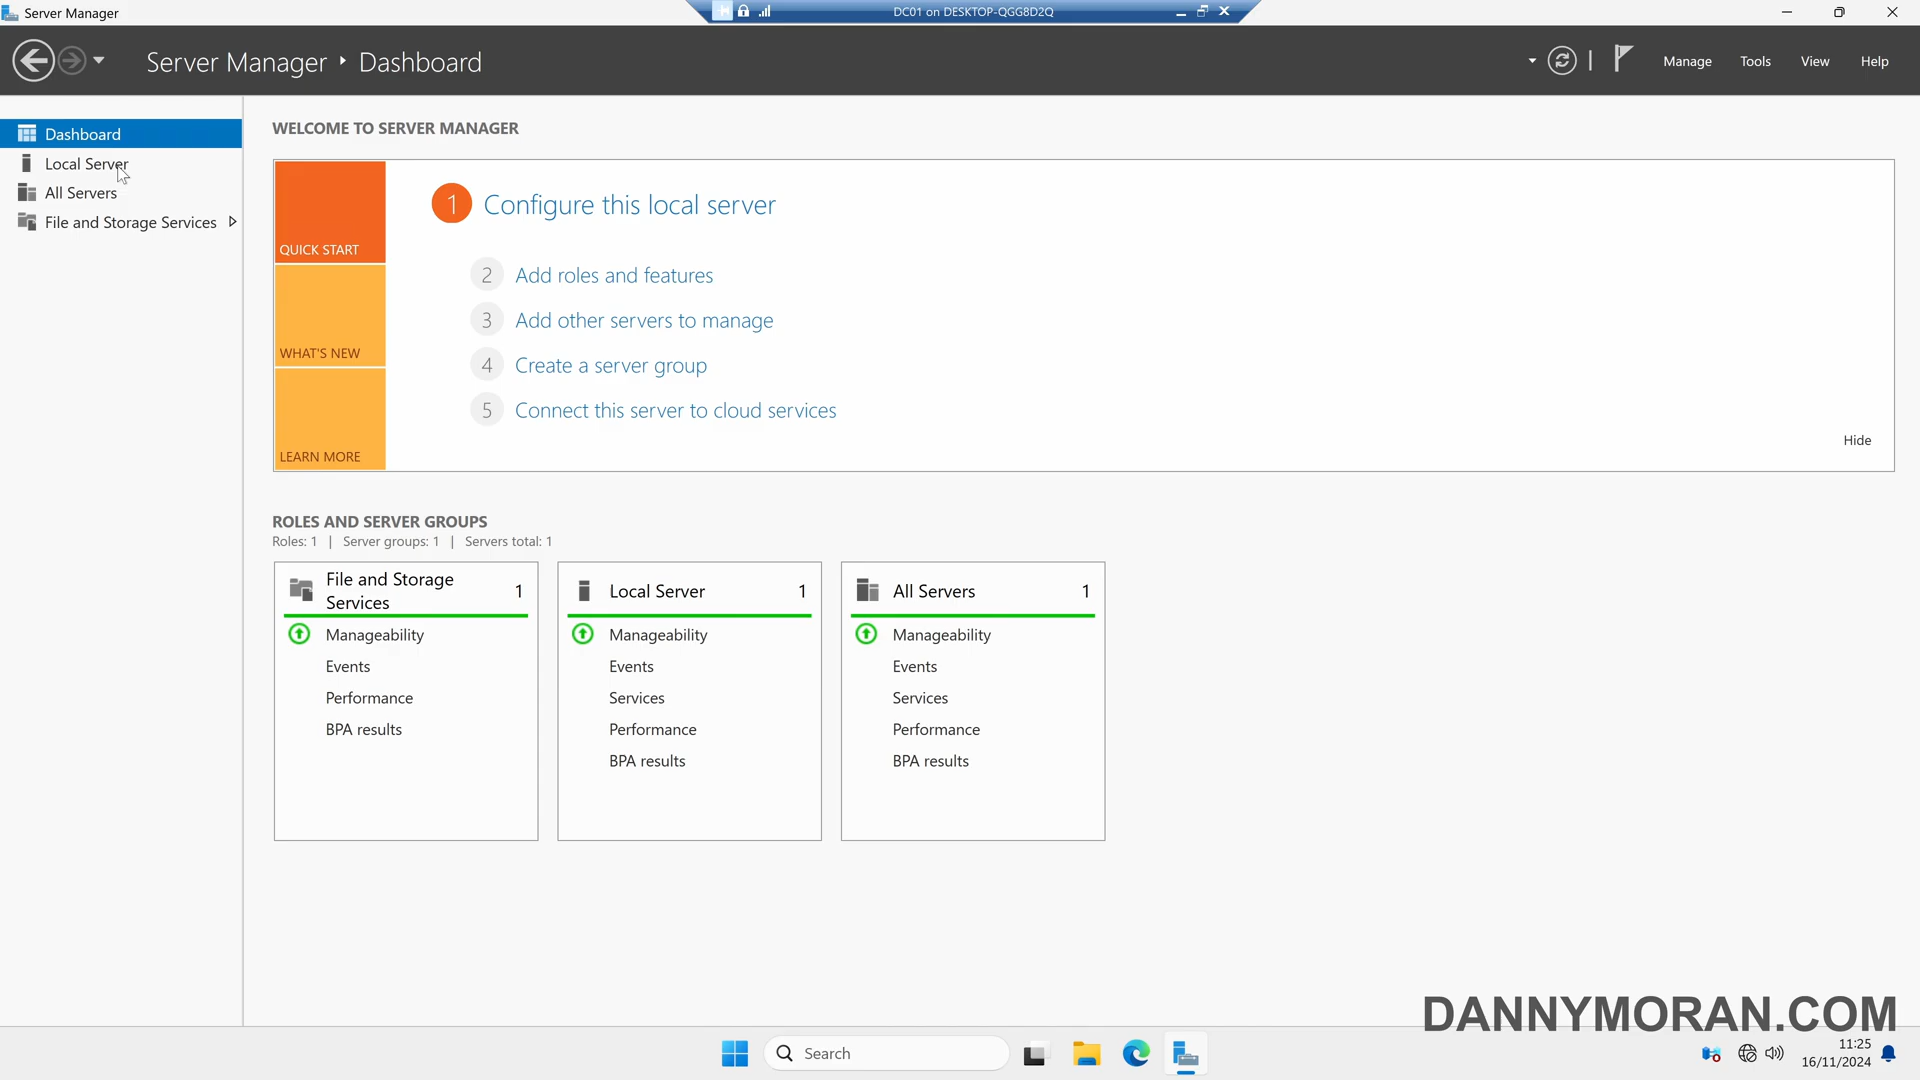 Server Manager
DC01 on DESKTOP-QGG8D2Q
Server Manager Dashboard
Manage
Tools
View
Help
Dashboard
Local Server
All Servers
File and Storage Services
WELCOME TO SERVER MANAGER
QUICK START
WHAT'S NEW
LEARN MORE
1 Configure this local server
2 Add roles and features
3 Add other servers to manage
4 Create a server group
5 Connect this server to cloud services
Hide
ROLES AND SERVER GROUPS
Roles: 1 | Server groups: 1 | Servers total: 1
File and Storage
Services
1
Manageability
Events
Performance
BPA results
Local Server 1
Manageability
Events
Services
Performance
BPA results
All Servers 1
Manageability
Events
Services
Performance
BPA results
DANNYMORAN.COM
Search
11:25
16/11/2024